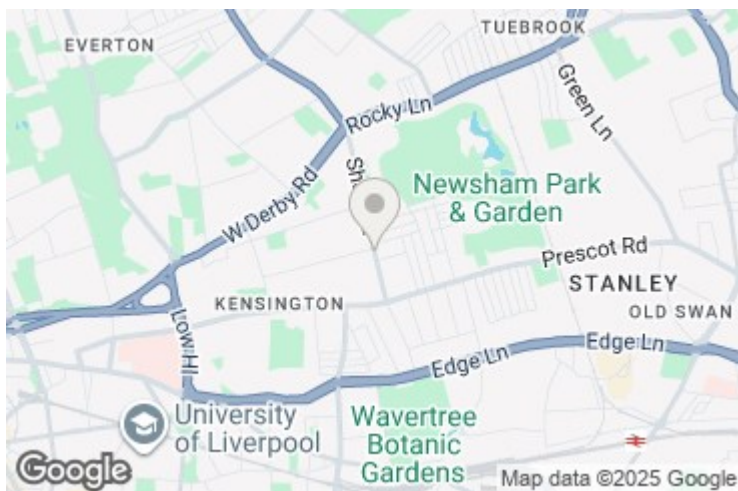 EVERTON
TUEBROOK
Green Ln
Rocky Ln
W Derby Rd
Newsham Park
& Garden
Prescot Rd
STANLEY
OLD SWAN
KENSINGTON
Low Hl
Edge Ln
Edge Ln
University
of Liverpool
Wavertree
Botanic
Gardens
Google
Map data ©2025 Google